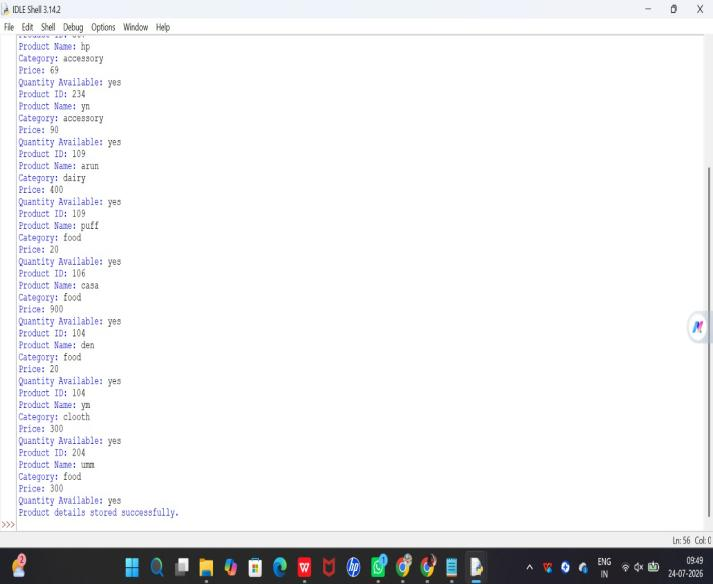 IDLE Shell 3.14.2
File Edit Shell Debug Options Window Help
Product Name: hp
Category: accessory
Price: 69
Quantity Available: yes
Product ID: 234
Product Name: yn
Category: accessory
Price: 90
Quantity Available: yes
Product ID: 109
Product Name: arun
Category: dairy
Price: 400
Quantity Available: yes
Product ID: 109
Product Name: puff
Category: food
Price: 20
Quantity Available: yes
Product ID: 106
Product Name: casa
Category: food
Price: 900
Quantity Available: yes
Product ID: 104
Product Name: den
Category: food
Price: 20
Quantity Available: yes
Product ID: 104
Product Name: ym
Category: clooth
Price: 300
Quantity Available: yes
Product ID: 204
Product Name: umm
Category: food
Price: 300
Quantity Available: yes
Product details stored successfully.
>>>
Ln: 56 Col: 0
2
hp
ENG
IN
09:49
24-07-2026